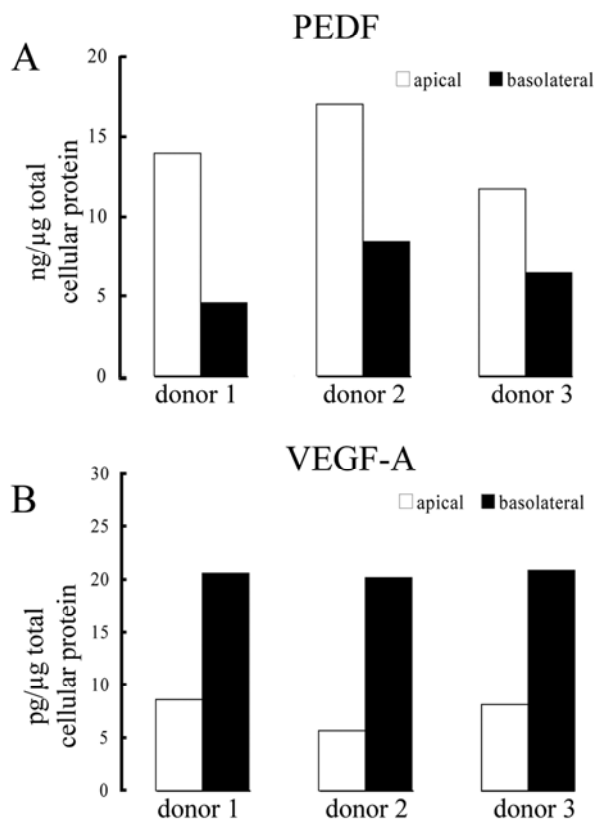 PEDF
A
20
apical
basolateral
15
10
5
0
ng/µg total
cellular protein
donor 1
donor 2
donor 3
VEGF-A
B
30
apical
basolateral
25
20
15
10
5
0
pg/µg total
cellular protein
donor 1
donor 2
donor 3